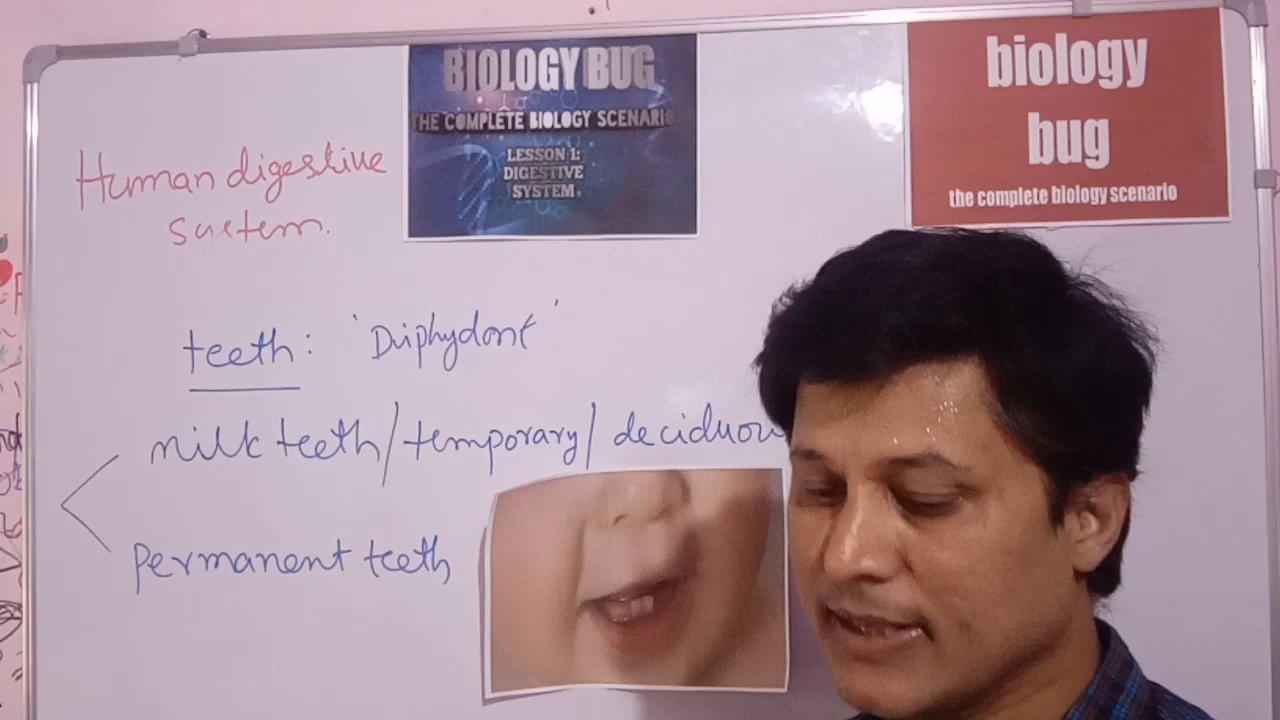 BIOLOGY BUG
THE COMPLETE BIOLOGY SCENARIO
LESSON 1:
DIGESTIVE
SYSTEM.
biology
bug
the complete biology scenario
Human digestive
system.
teeth: 'Diphydont'
milk teeth/temporary/deciduou
Permanent teeth